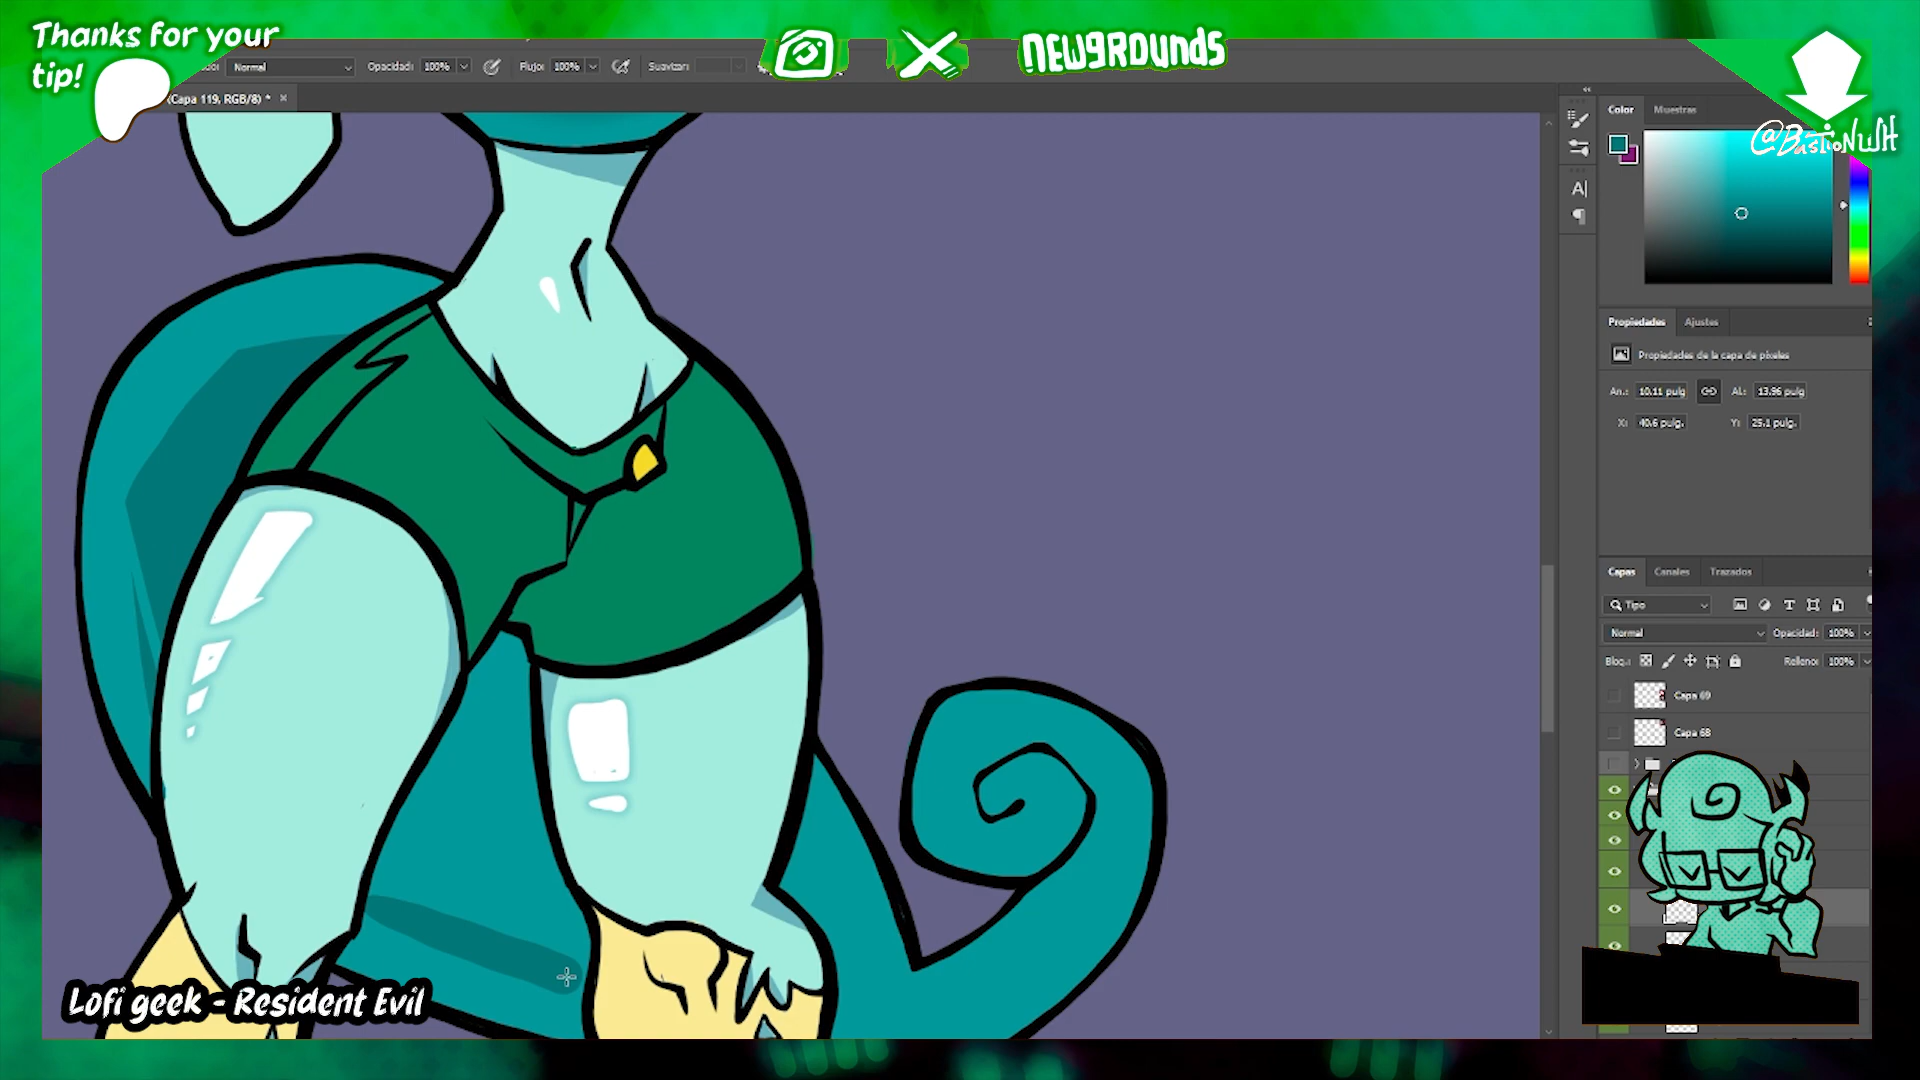 Thanks for your
tip!
NEWGROUNDS
Normal
Opacidad: 100%
Flujo: 100%
Suavizar:
(Capa 119, RGB/8) *
Color
Muestras
@BastionWH
Propiedades
Ajustes
Propiedades de la capa de píxeles
An.: 10.11 pulg
Al.: 13.96 pulg
X: 40.6 pulg.
Y: 25.1 pulg.
Capas
Canales
Trazados
Tipo
Normal
Opacidad: 100%
Bloq.:
Relleno: 100%
Capa 69
Capa 68
Lofi geek - Resident Evil